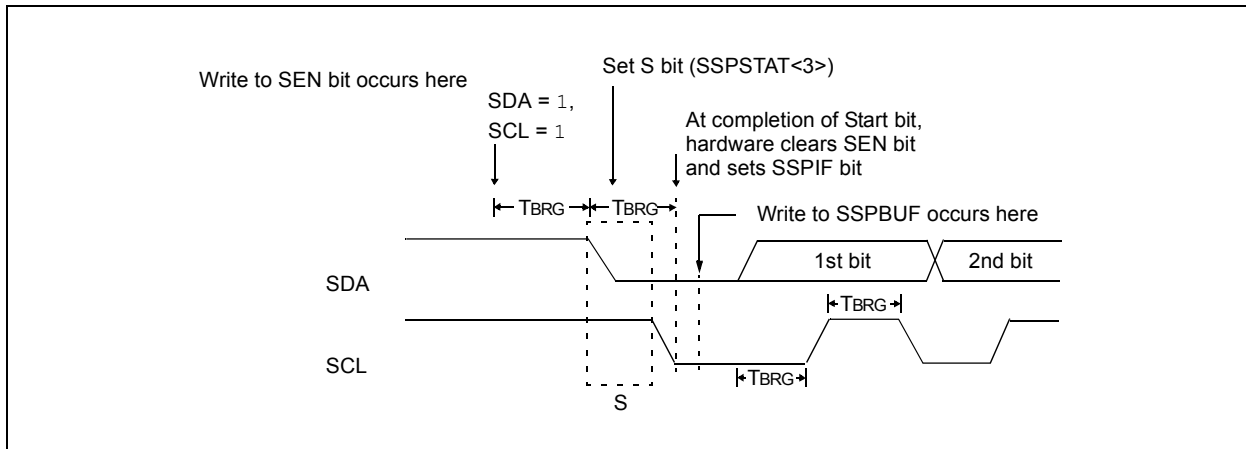 Write to SEN bit occurs here
Set S bit (SSPSTAT<3>)
SDA = 1,
SCL = 1
At completion of Start bit,
hardware clears SEN bit
and sets SSPIF bit
TBRG
TBRG
Write to SSPBUF occurs here
SDA
1st bit
2nd bit
TBRG
SCL
TBRG
S